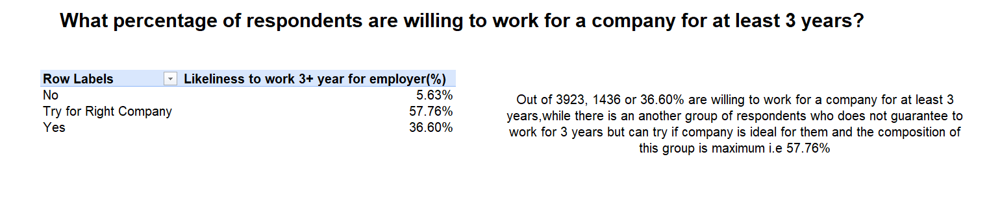 What percentage of respondents are willing to work for a company for at least 3 years?
Row Labels Likeliness to work 3+ year for employer(%)
No 5.63%
Try for Right Company 57.76%
Yes 36.60%
Out of 3923, 1436 or 36.60% are willing to work for a company for at least 3
years,while there is an another group of respondents who does not guarantee to
work for 3 years but can try if company is ideal for them and the composition of
this group is maximum i.e 57.76%